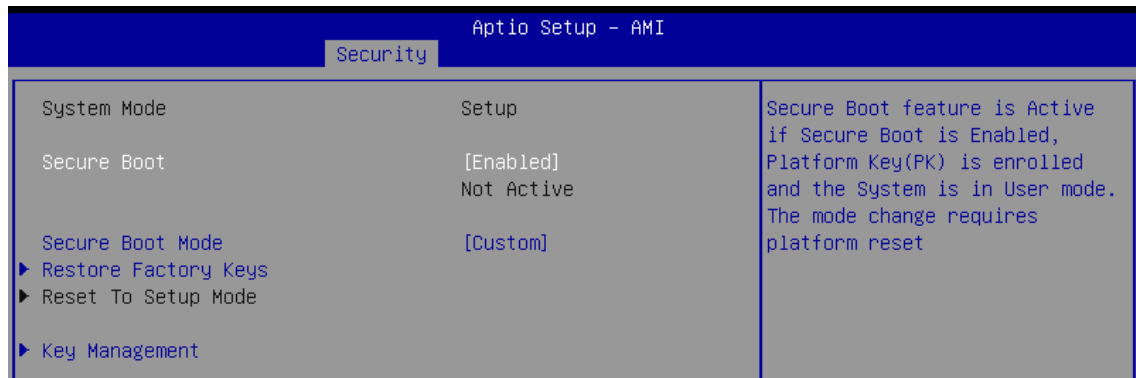 Aptio Setup – AMI
Security
System Mode Setup
Secure Boot [Enabled]
Not Active
Secure Boot Mode [Custom]
Restore Factory Keys
Reset To Setup Mode
Key Management
Secure Boot feature is Active
if Secure Boot is Enabled,
Platform Key(PK) is enrolled
and the System is in User mode.
The mode change requires
platform reset